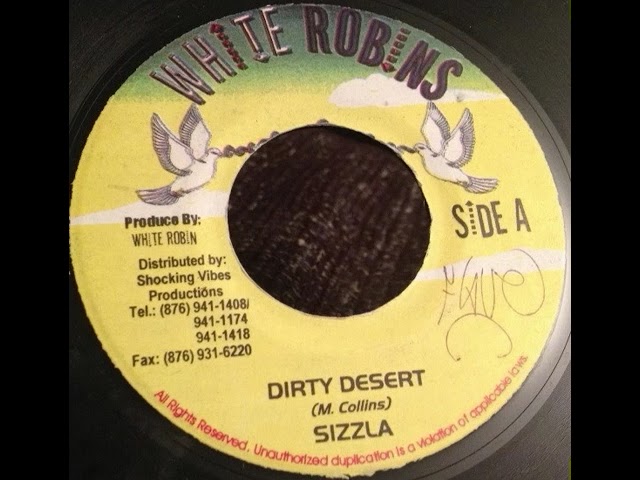 WHITE ROBINS
Produce By:
WHITE ROBIN
SIDE A
Distributed by:
Shocking Vibes
Productions
Tel.: (876) 941-1408/
941-1174
941-1418
Fax: (876) 931-6220
DIRTY DESERT
(M. Collins)
SIZZLA
All Rights Reserved. Unauthorized duplication is a violation of applicable laws.